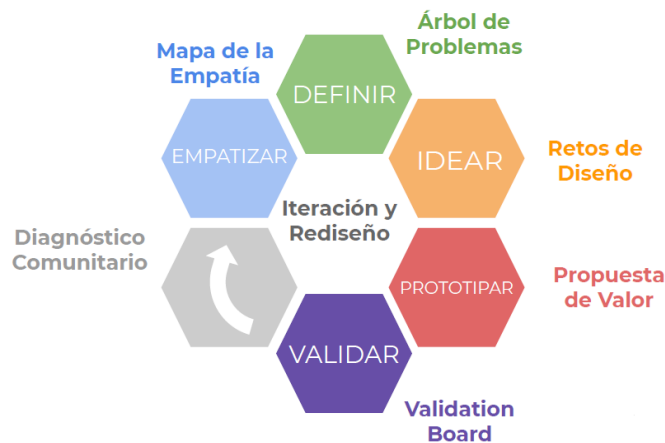 Árbol de
Problemas
Mapa de la
Empatía
DEFINIR
EMPATIZAR
IDEAR
Retos de
Diseño
Iteración y
Rediseño
Diagnóstico
Comunitario
PROTOTIPAR
Propuesta
de Valor
VALIDAR
Validation
Board